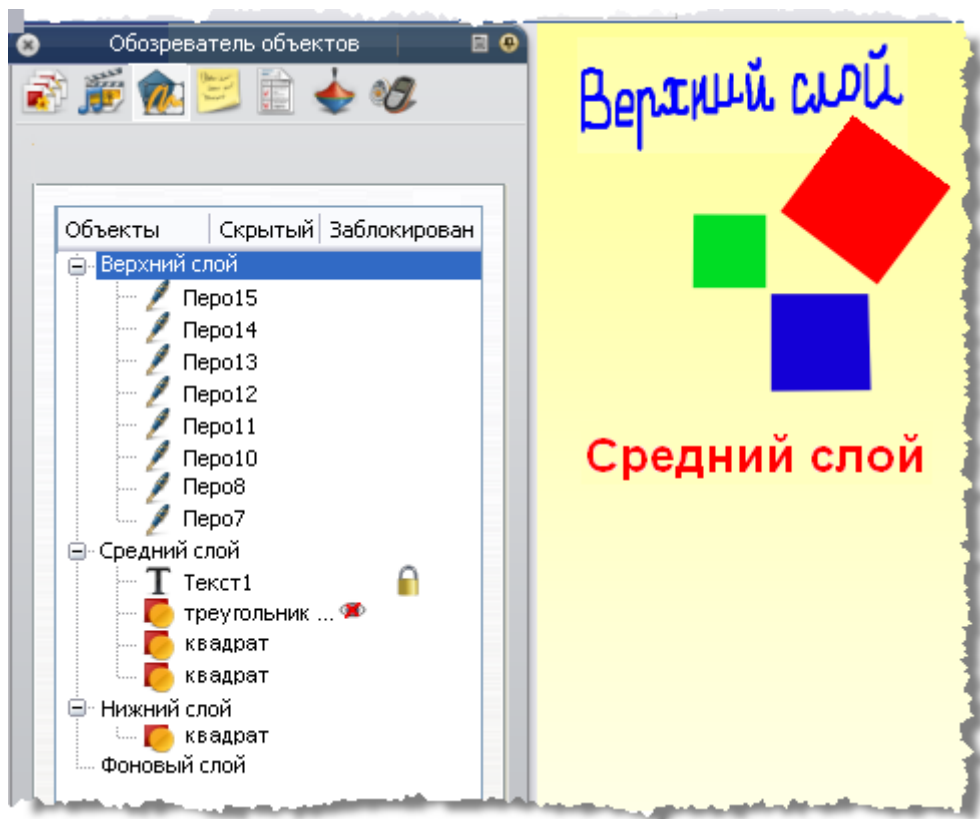 Обозреватель объектов
Объекты Скрытый Заблокирован
Верхний слой
Перо15
Перо14
Перо13
Перо12
Перо11
Перо10
Перо8
Перо7
Средний слой
Текст1
треугольник ...
квадрат
квадрат
Нижний слой
квадрат
Фоновый слой
Верхний слой
Средний слой